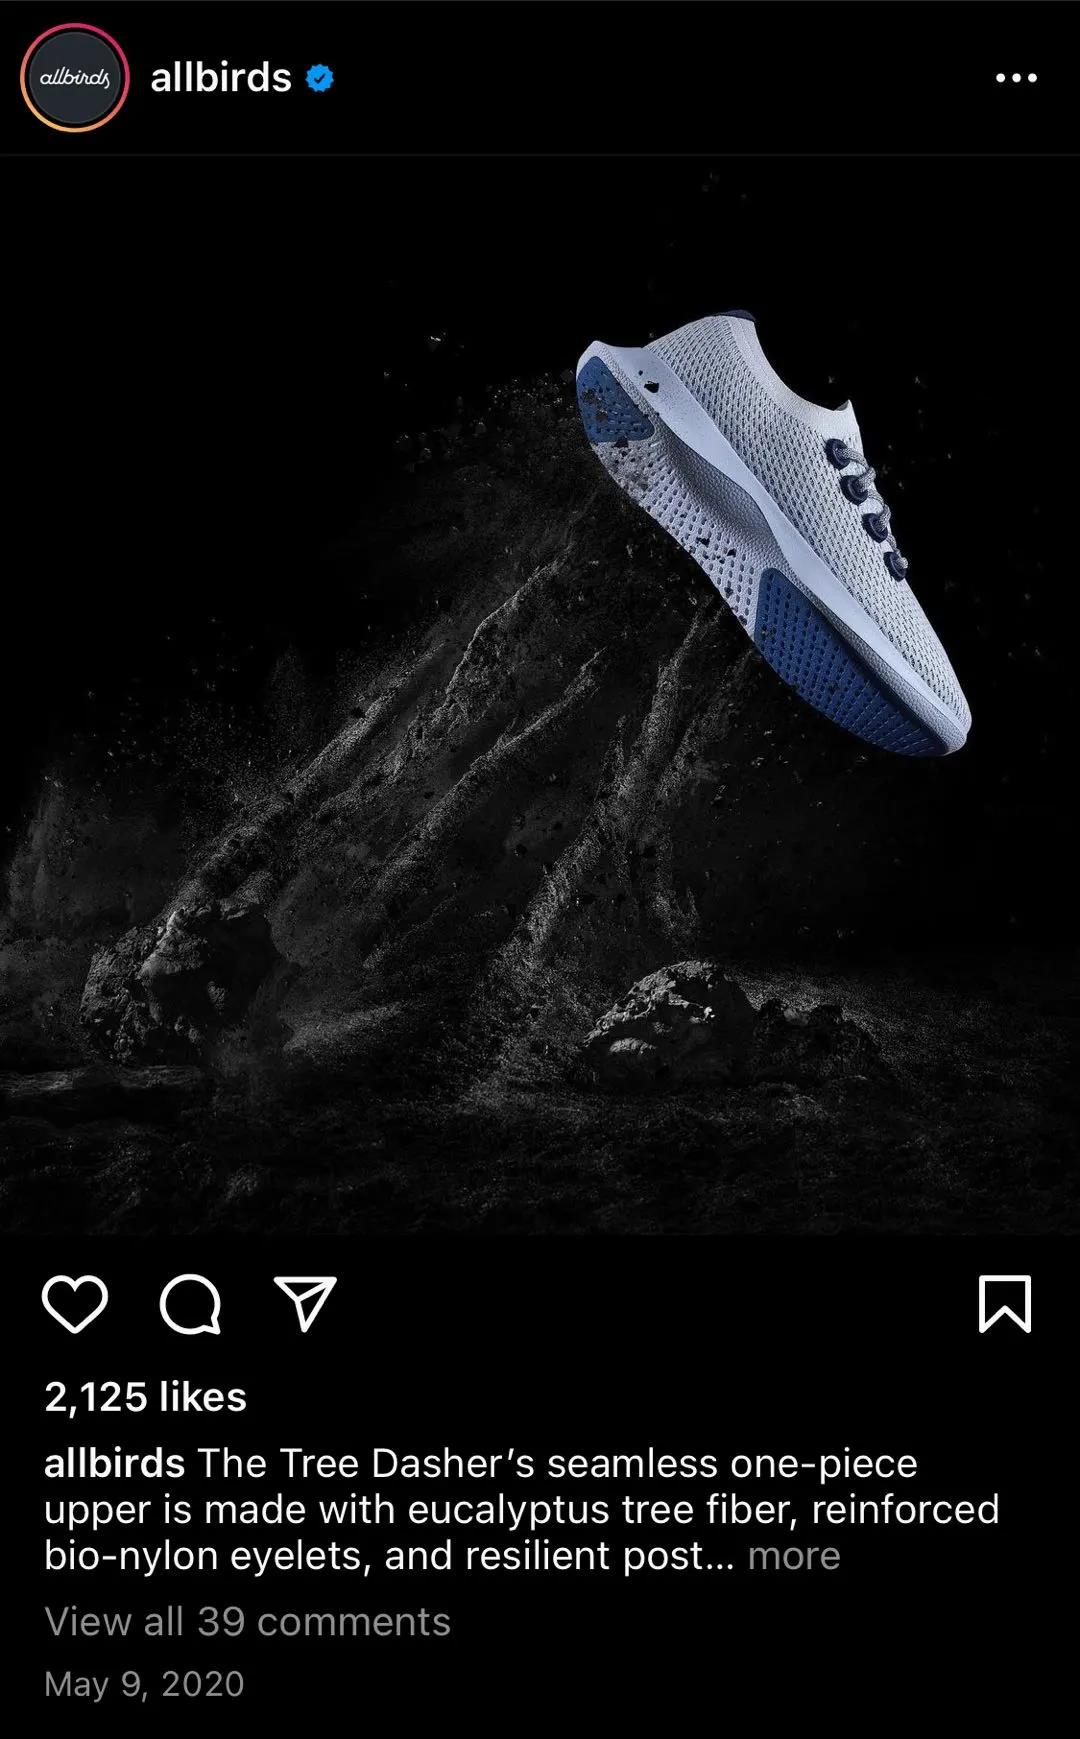 allbirds
allbirds
2,125 likes
allbirds The Tree Dasher’s seamless one-piece
upper is made with eucalyptus tree fiber, reinforced
bio-nylon eyelets, and resilient post... more
View all 39 comments
May 9, 2020